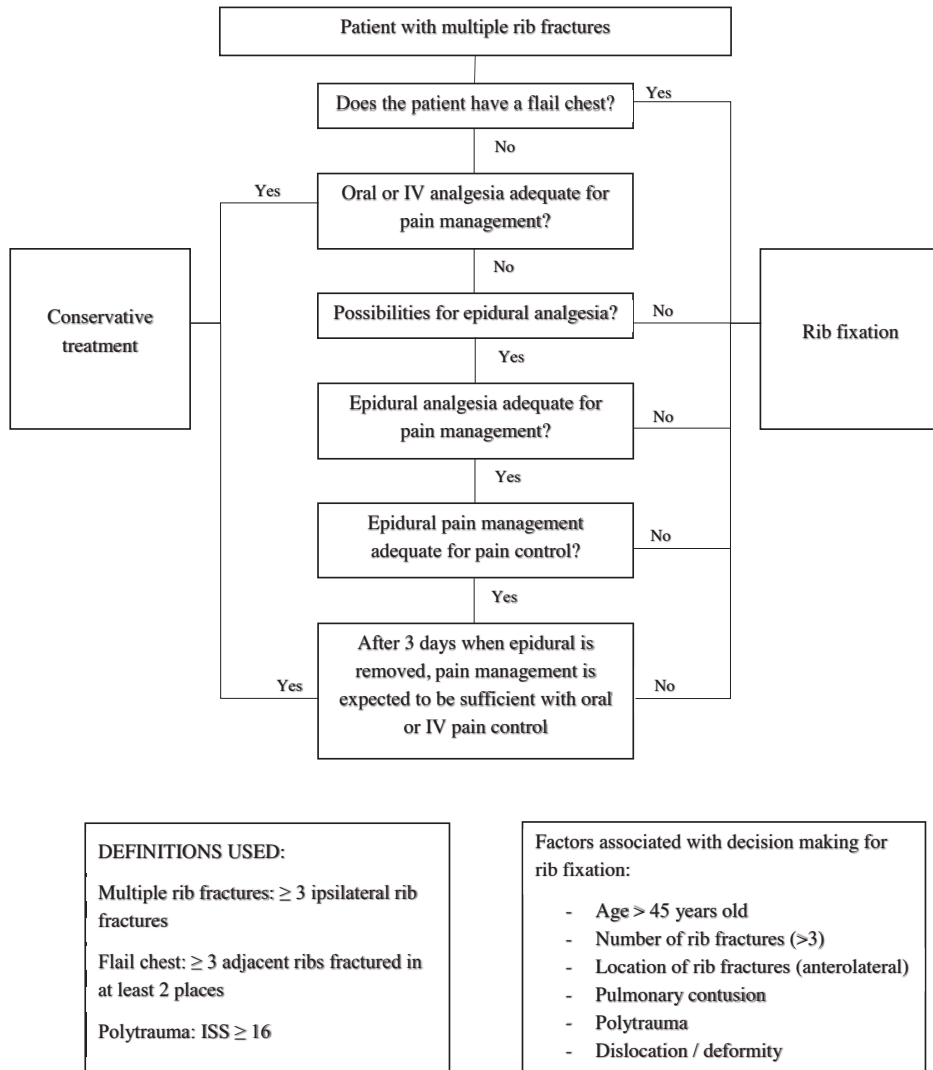 Patient with multiple rib fractures
Does the patient have a flail chest?
Yes
No
Yes
Oral or IV analgesia adequate for
pain management?
No
Conservative
treatment
Possibilities for epidural analgesia?
No
Rib fixation
Yes
Epidural analgesia adequate for
pain management?
No
Yes
Epidural pain management
adequate for pain control?
No
Yes
After 3 days when epidural is
removed, pain management is
expected to be sufficient with oral
or IV pain control
Yes
No
DEFINITIONS USED:
Multiple rib fractures: ≥ 3 ipsilateral rib
fractures
Flail chest: ≥ 3 adjacent ribs fractured in
at least 2 places
Polytrauma: ISS ≥ 16
Factors associated with decision making for
rib fixation:
- Age > 45 years old
- Number of rib fractures (>3)
- Location of rib fractures (anterolateral)
- Pulmonary contusion
- Polytrauma
- Dislocation / deformity